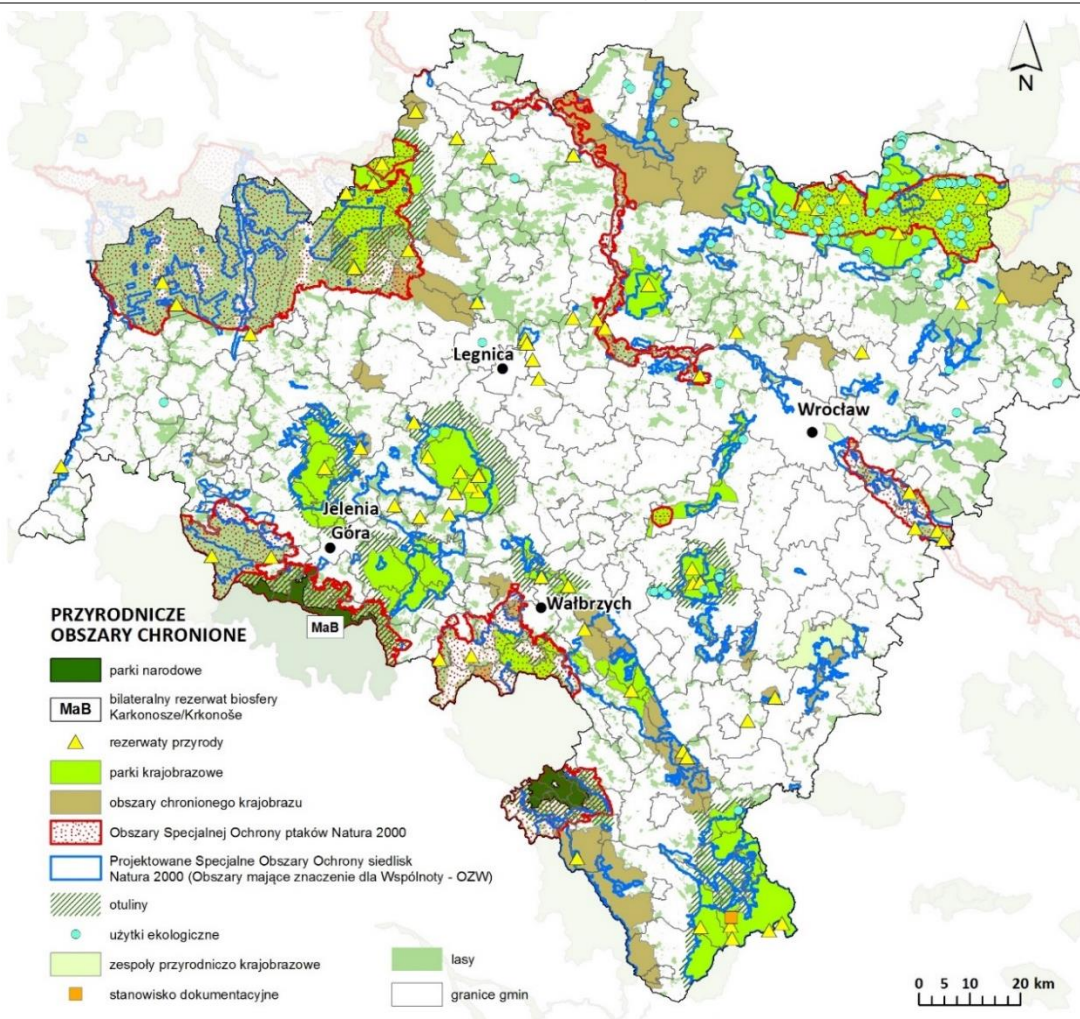 N
Legnica
Wrocław
Jelenia
Góra
Wałbrzych
MaB
PRZYRODNICZE
OBSZARY CHRONIONE
parki narodowe
MaB
bilateralny rezerwat biosfery
Karkonosze/Krkonoše
rezerwaty przyrody
parki krajobrazowe
obszary chronionego krajobrazu
Obszary Specjalnej Ochrony ptaków Natura 2000
Projektowane Specjalne Obszary Ochrony siedlisk
Natura 2000 (Obszary mające znaczenie dla Wspólnoty - OZW)
otuliny
użytki ekologiczne
zespoły przyrodniczo krajobrazowe
stanowisko dokumentacyjne
lasy
granice gmin
0 5 10 20 km